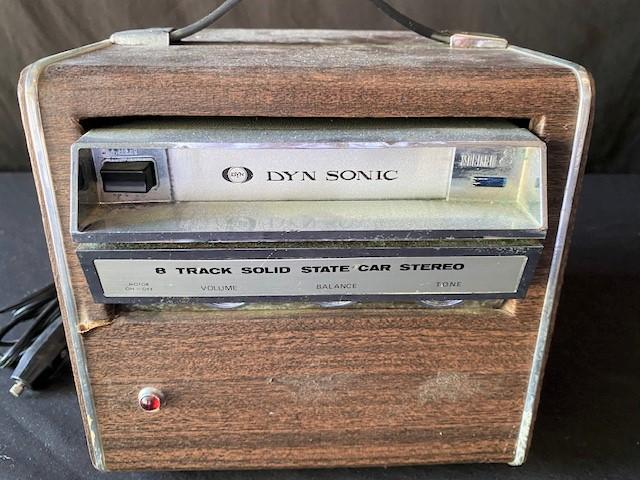 DYN SONIC
8 TRACK SOLID STATE CAR STEREO
MOTOR VOLUME BALANCE TONE
ON - OFF